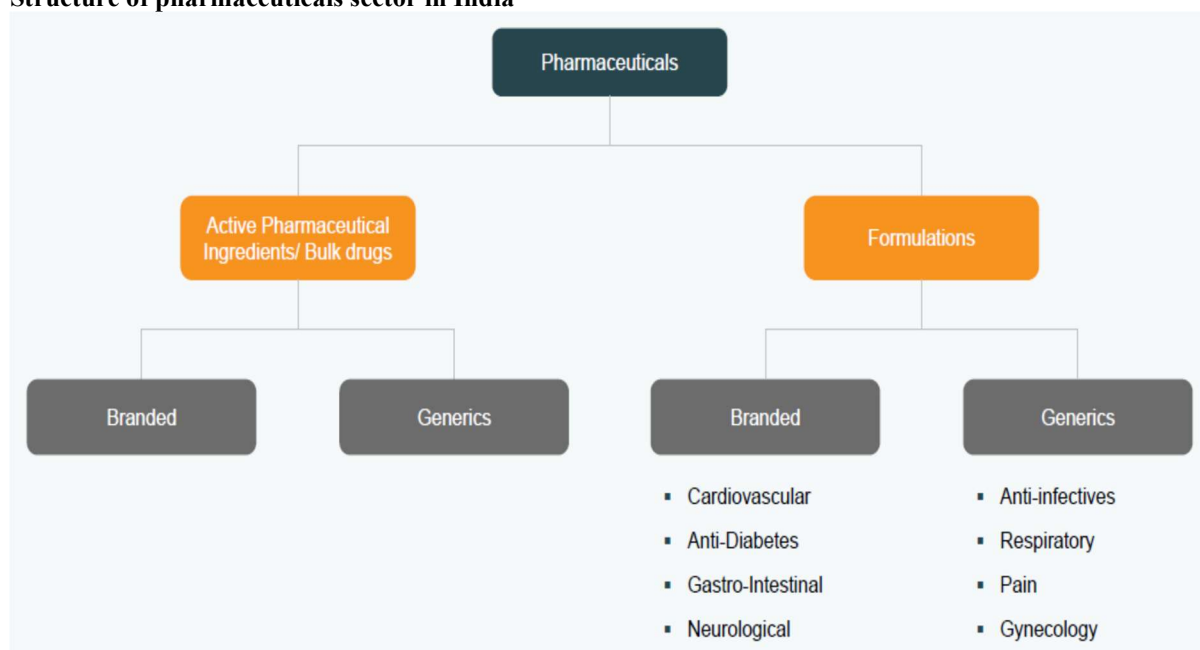 Structure of pharmaceuticals sector in India
Pharmaceuticals
Active Pharmaceutical
Ingredients/ Bulk drugs
Formulations
Branded
Generics
Branded
Generics
▪ Cardiovascular
▪ Anti-Diabetes
▪ Gastro-Intestinal
▪ Neurological
▪ Anti-infectives
▪ Respiratory
▪ Pain
▪ Gynecology